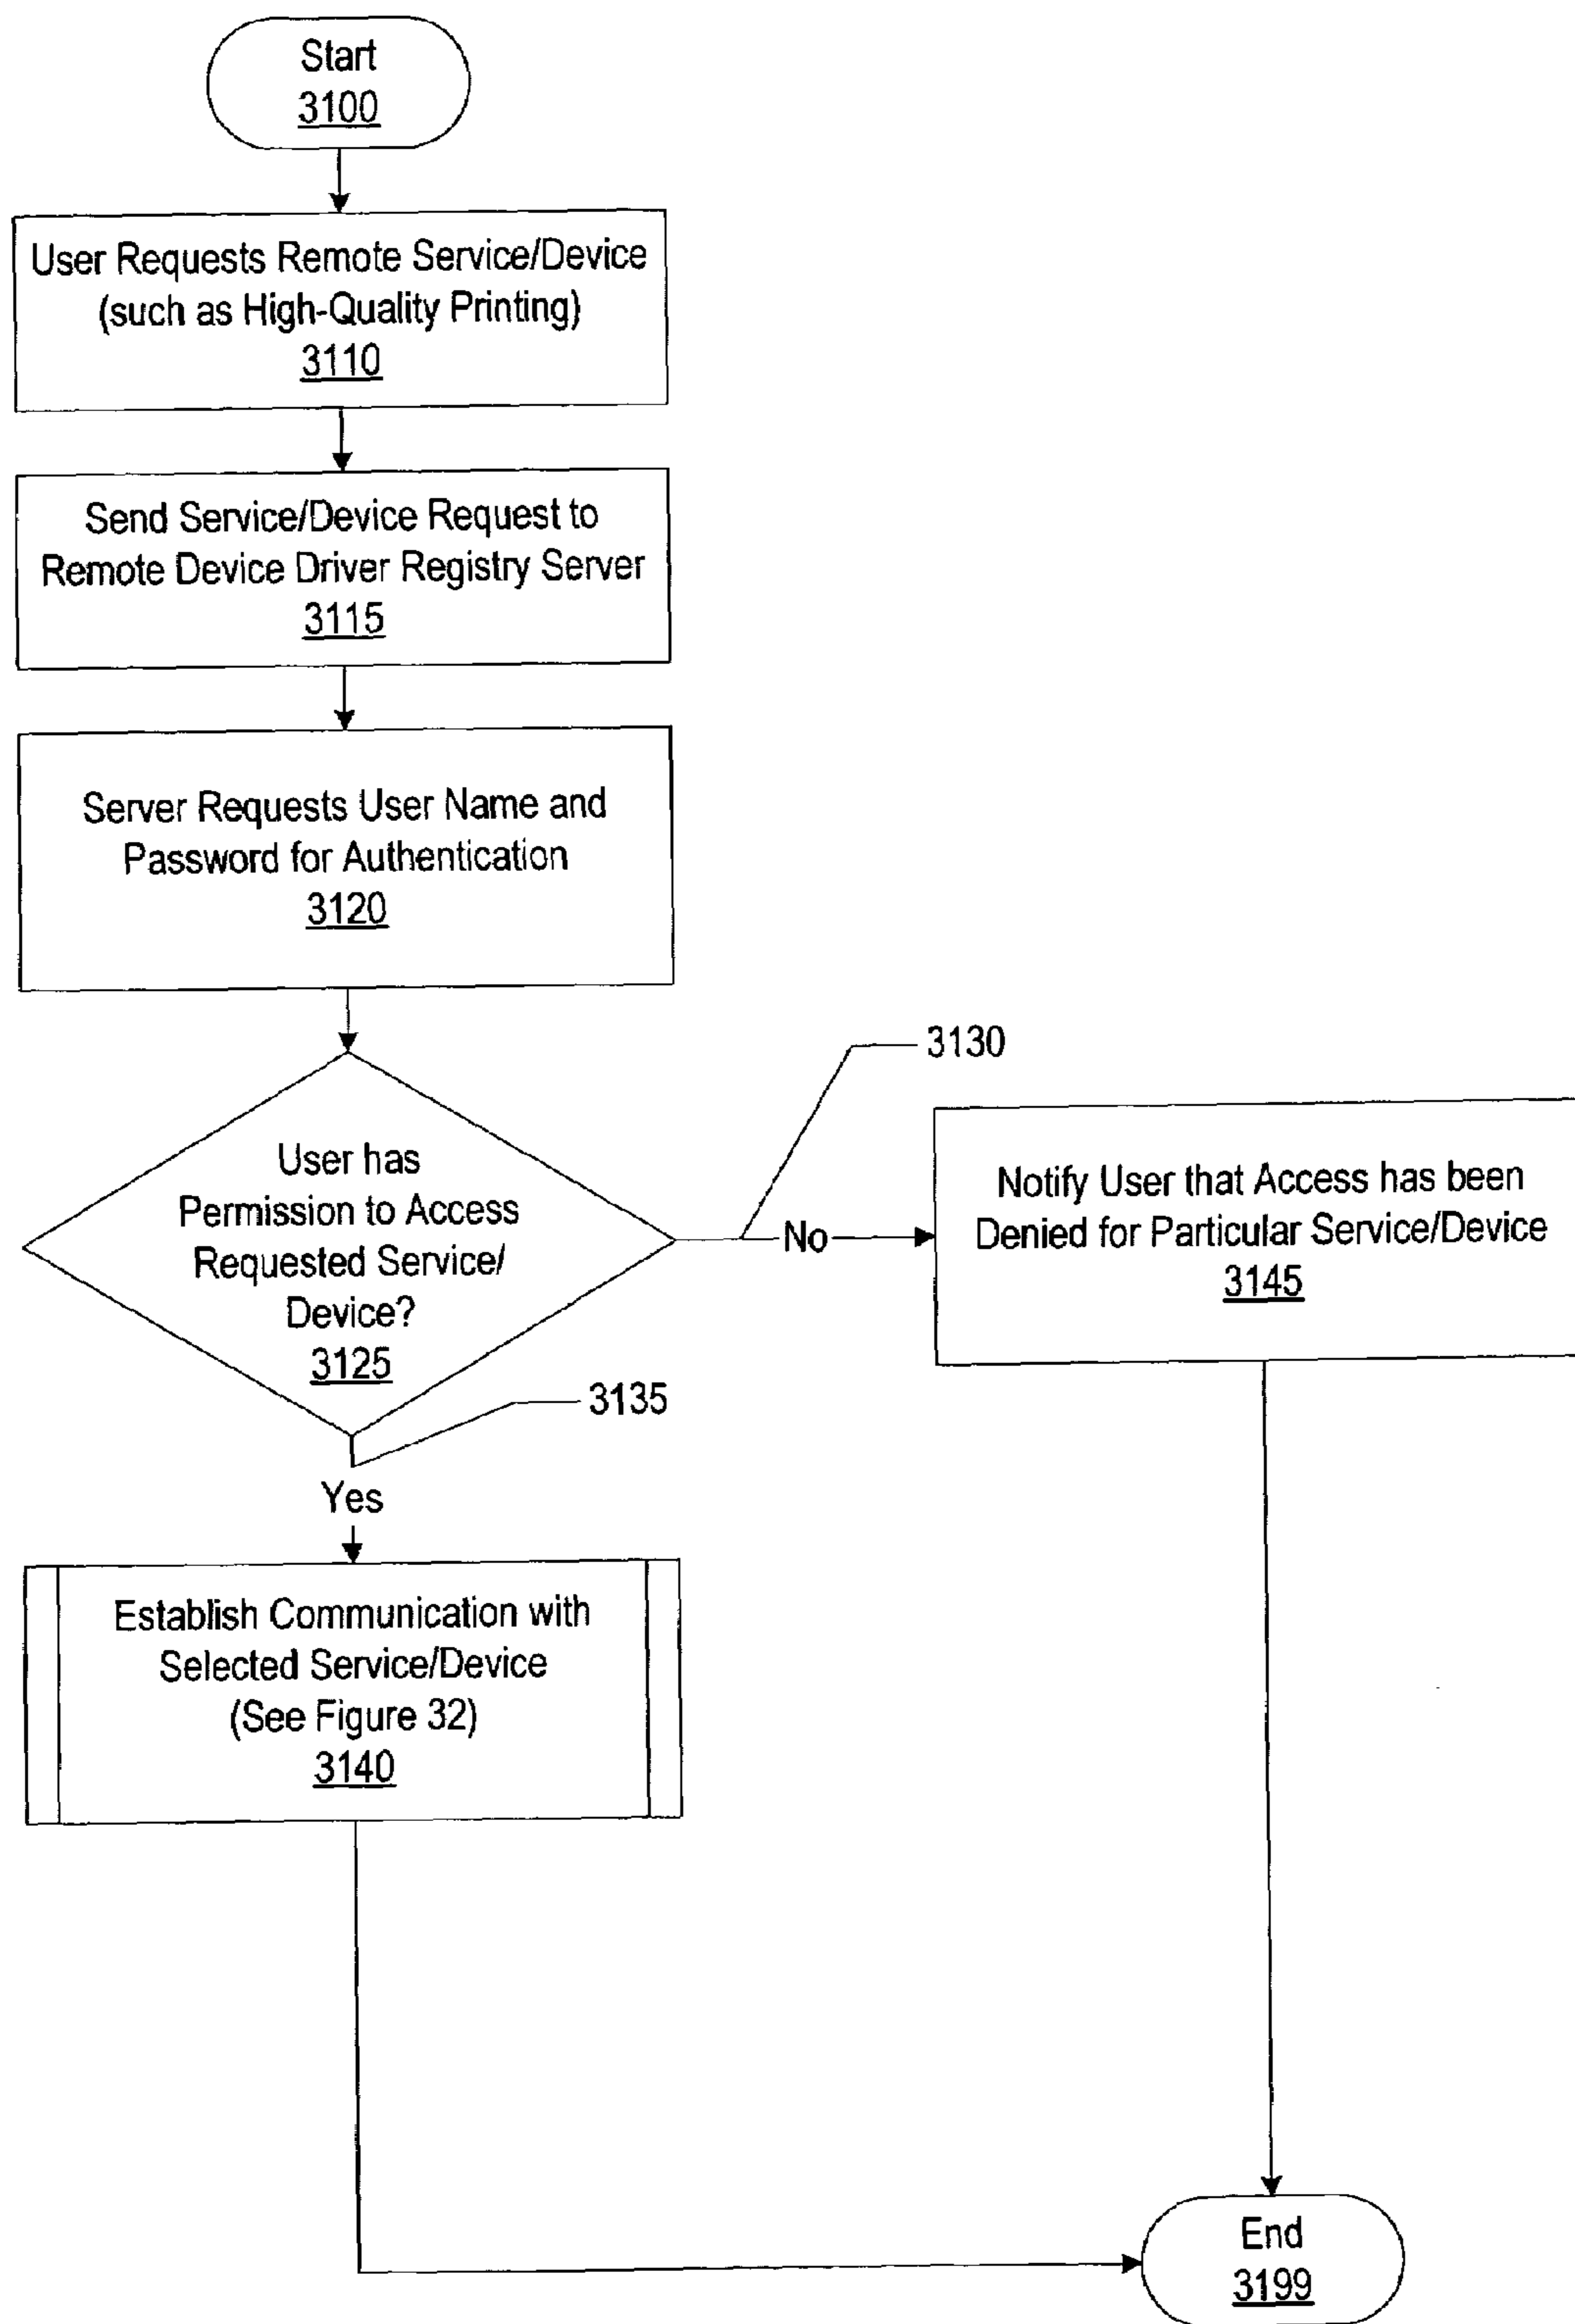 Start
3100
User Requests Remote Service/Device
(such as High-Quality Printing)
3110
Send Service/Device Request to
Remote Device Driver Registry Server
3115
Server Requests User Name and
Password for Authentication
3120
User has
Permission to Access
Requested Service/
Device?
3125
3130
No
Notify User that Access has been
Denied for Particular Service/Device
3145
3135
Yes
Establish Communication with
Selected Service/Device
(See Figure 32)
3140
End
3199